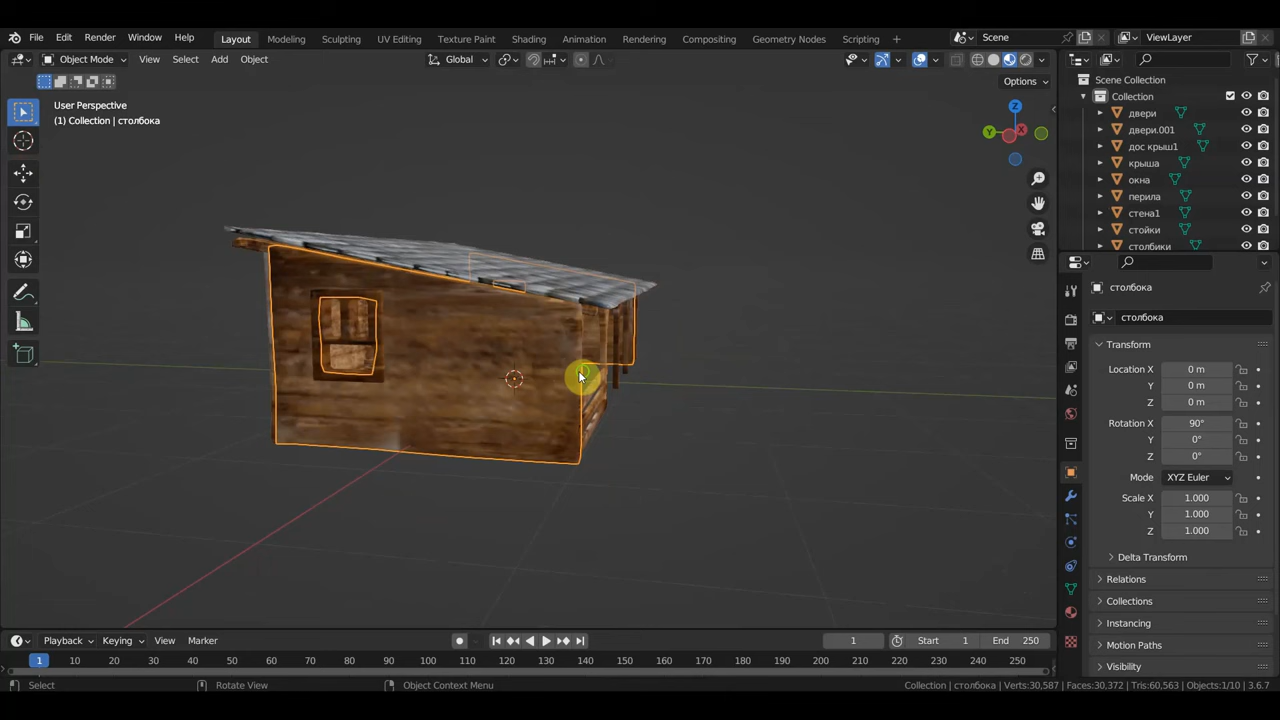 File Edit Render Window Help
Layout Modeling Sculpting UV Editing Texture Paint Shading Animation Rendering Compositing Geometry Nodes Scripting +
Scene
ViewLayer
Object Mode View Select Add Object
Global
Options
User Perspective
(1) Collection | столбока
Y
Z
X
Scene Collection
Collection
двери
двери.001
дос крыш1
крыша
окна
перила
стена1
стойки
столбики
столбока
столбока
Transform
Location X 0 m
Y 0 m
Z 0 m
Rotation X 90°
Y 0°
Z 0°
Mode XYZ Euler
Scale X 1.000
Y 1.000
Z 1.000
Delta Transform
Relations
Collections
Instancing
Motion Paths
Visibility
Playback Keying View Marker
1 Start 1 End 250
1 10 20 30 40 50 60 70 80 90 100 110 120 130 140 150 160 170 180 190 200 210 220 230 240 250
Select Rotate View Object Context Menu
Collection | столбока | Verts:30,587 | Faces:30,372 | Tris:60,563 | Objects:1/10 | 3.6.7